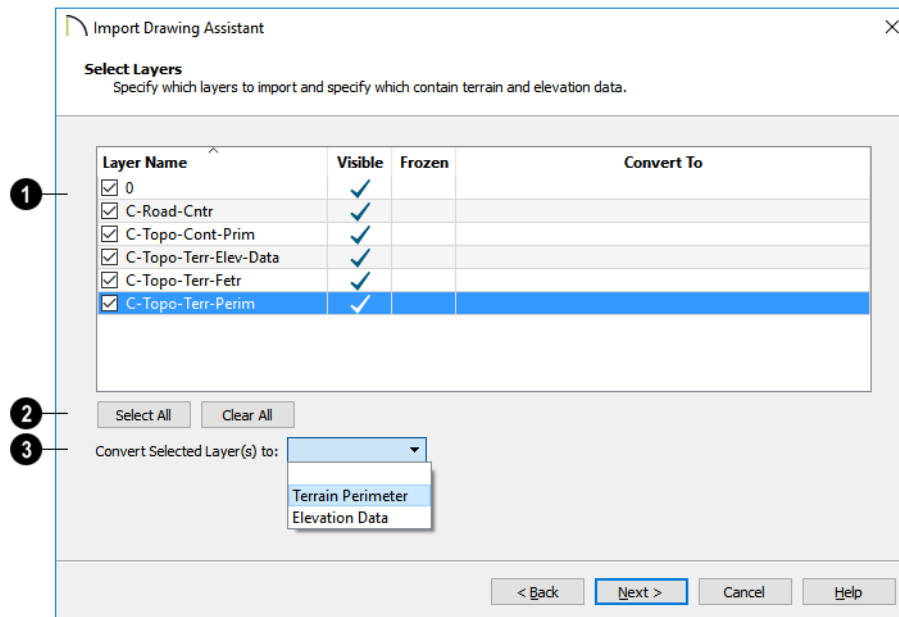 Import Drawing Assistant
Select Layers
Specify which layers to import and specify which contain terrain and elevation data.
Layer Name Visible Frozen Convert To
1
0
C-Road-Cntr
C-Topo-Cont-Prim
C-Topo-Terr-Elev-Data
C-Topo-Terr-Fetr
C-Topo-Terr-Perim
2
Select All Clear All
3
Convert Selected Layer(s) to:
Terrain Perimeter
Elevation Data
< Back Next > Cancel Help